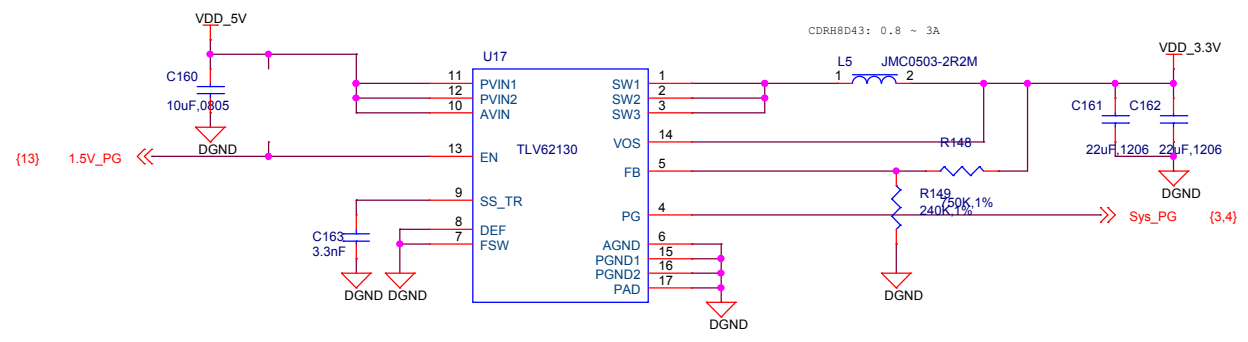 CDRH8D43: 0.8 ~ 3A
VDD_5V
VDD_3.3V
U17
L5 JMC0503-2R2M
C160
10uF,0805
DGND
11 PVIN1
12 PVIN2
10 AVIN
SW1 1
SW2 2
SW3 3
1 2
C161
22uF,1206
C162
22uF,1206
DGND
VOS 14
{13} 1.5V_PG
13 EN
TLV62130
FB 5
R148
750K,1%
R149
240K,1%
9 SS_TR
PG 4
Sys_PG {3,4}
C163
3.3nF
8 DEF
7 FSW
AGND 6
PGND1 15
PGND2 16
PAD 17
DGND
DGND
DGND
DGND